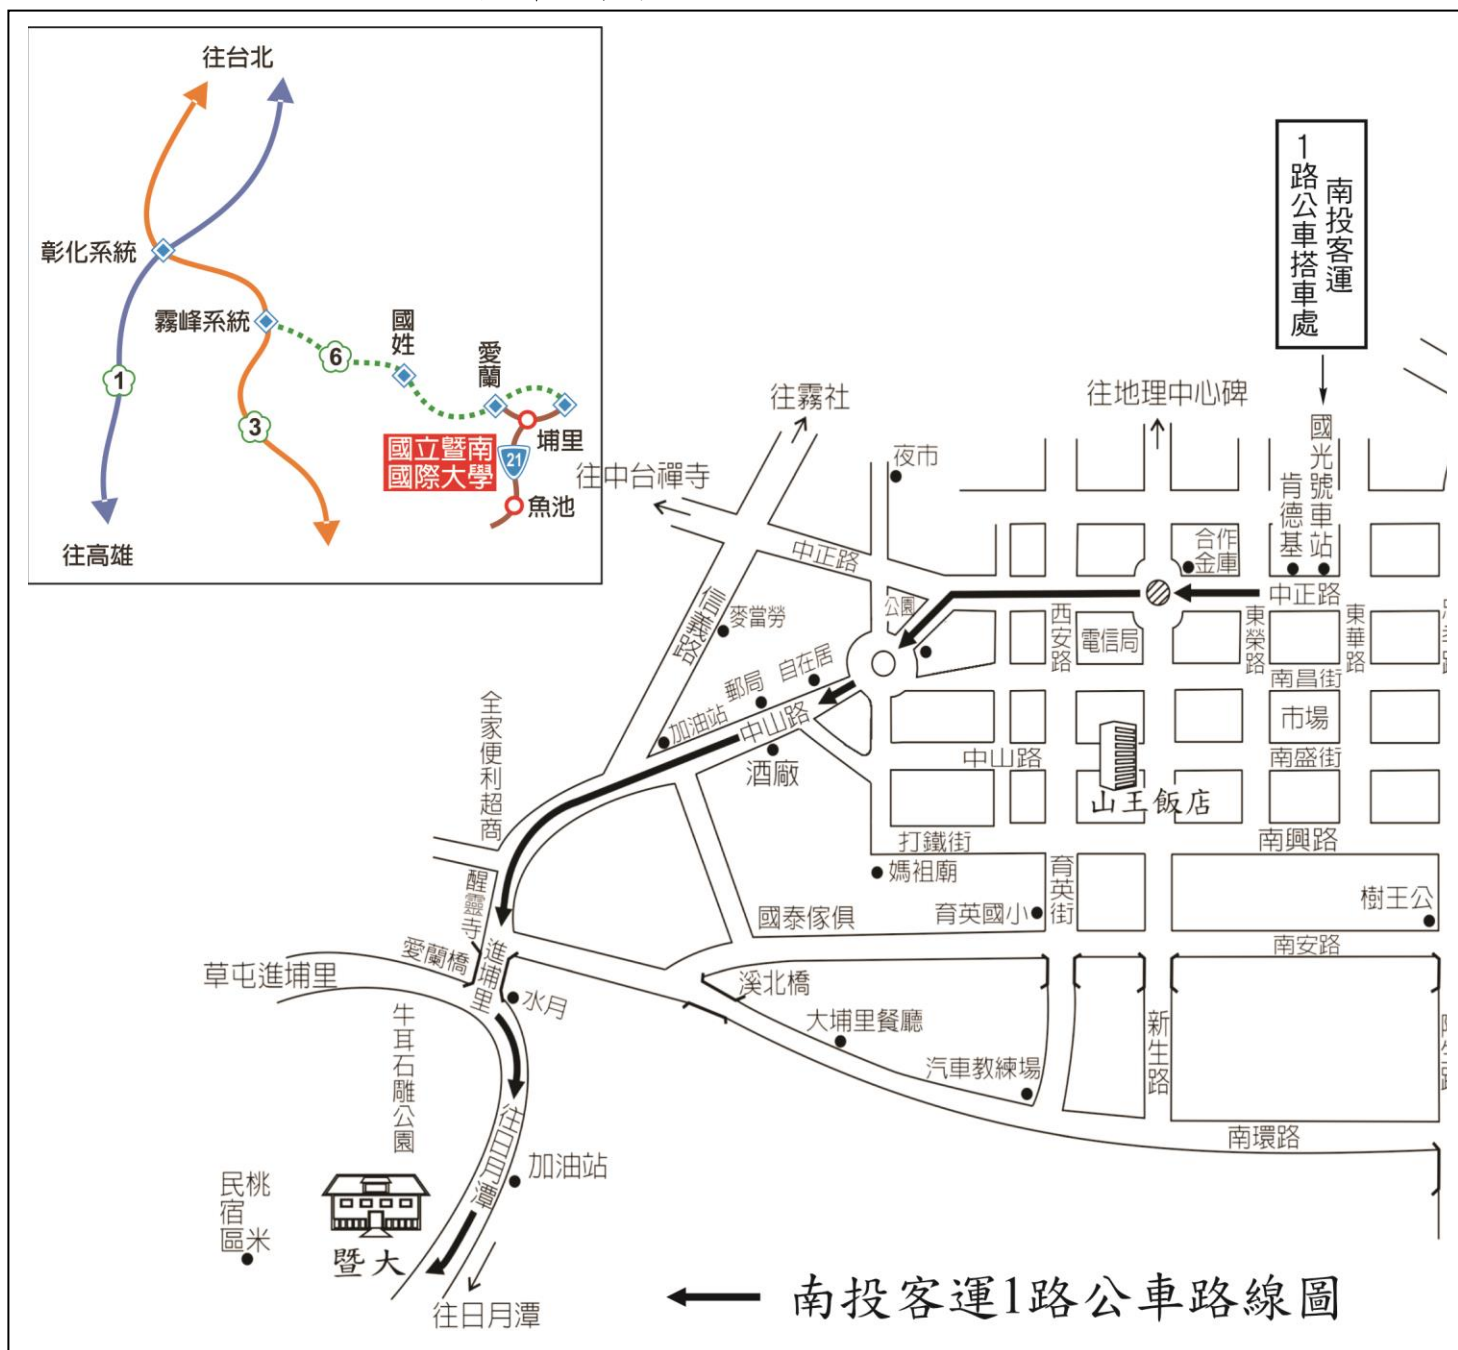 往台北
彰化系統
霧峰系統
國姓
愛蘭
1
6
3
21
國立暨南
國際大學
埔里
魚池
往高雄
南投客運
1路公車搭車處
往霧社
往地理中心碑
往中台禪寺
夜市
國光號車站
肯德基
合作
金庫
中正路
中正路
公園
信義路
麥當勞
西安路
電信局
東榮路
東華路
南昌街
自在居
郵局
加油站
中山路
市場
全家便利超商
酒廠
中山路
南盛街
山王飯店
打鐵街
南興路
媽祖廟
育英街
醒靈寺
國泰傢俱
育英國小
樹王公
愛蘭橋
進埔里
南安路
草屯進埔里
水月
溪北橋
牛耳石雕公園
大埔里餐廳
新生路
汽車教練場
往日月潭
南環路
加油站
桃米
民宿區
暨大
往日月潭
南投客運1路公車路線圖